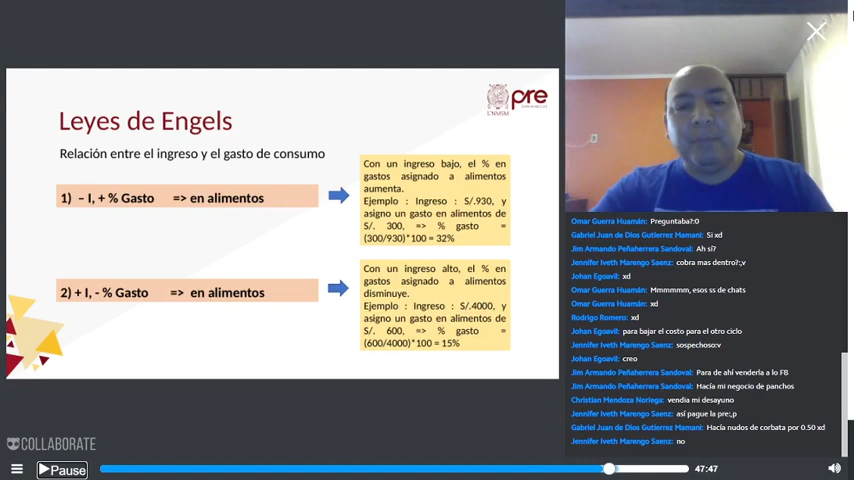 pre
UNMSM
Leyes de Engels
Relación entre el ingreso y el gasto de consumo
1) – I, + % Gasto => en alimentos
Con un ingreso bajo, el % en
gastos asignado a alimentos
aumenta.
Ejemplo : Ingreso : S/.930, y
asigno un gasto en alimentos de
S/. 300, => % gasto =
(300/930)*100 = 32%
2) + I, - % Gasto => en alimentos
Con un ingreso alto, el % en
gastos asignado a alimentos
disminuye.
Ejemplo : Ingreso : S/.4000, y
asigno un gasto en alimentos de
S/. 600, => % gasto =
(600/4000)*100 = 15%
Omar Guerra Huamán: Preguntaba?:0
Gabriel Juan de Dios Gutierrez Mamani: Si xd
Jim Armando Peñaherrera Sandoval: Ah sí?
Jennifer Iveth Marengo Saenz: cobra mas dentro?:,v
Johan Egoavil: xd
Omar Guerra Huamán: Mmmmmm, esos ss de chats
Omar Guerra Huamán: xd
Rodrigo Romero: xd
Johan Egoavil: para bajar el costo para el otro ciclo
Jennifer Iveth Marengo Saenz: sospechoso:v
Johan Egoavil: creo
Jim Armando Peñaherrera Sandoval: Para de ahí venderla a lo FB
Jim Armando Peñaherrera Sandoval: Hacía mi negocio de panchos
Christian Mendoza Noriega: vendia mi desayuno
Jennifer Iveth Marengo Saenz: así pague la pre:,p
Gabriel Juan de Dios Gutierrez Mamani: Hacía nudos de corbata por 0.50 xd
Jennifer Iveth Marengo Saenz: no
COLLABORATE
Pause
47:47